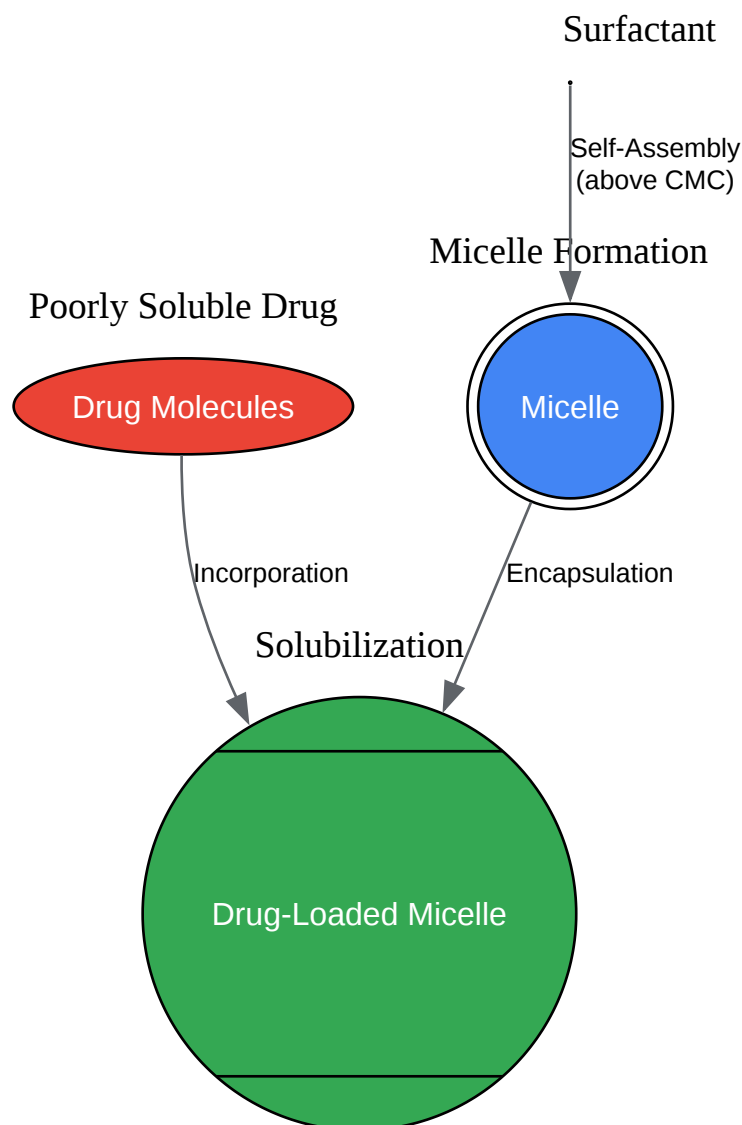 Surfactant
Self-Assembly
(above CMC)
Micelle Formation
Poorly Soluble Drug
Drug Molecules
Micelle
Incorporation
Encapsulation
Solubilization
Drug-Loaded Micelle